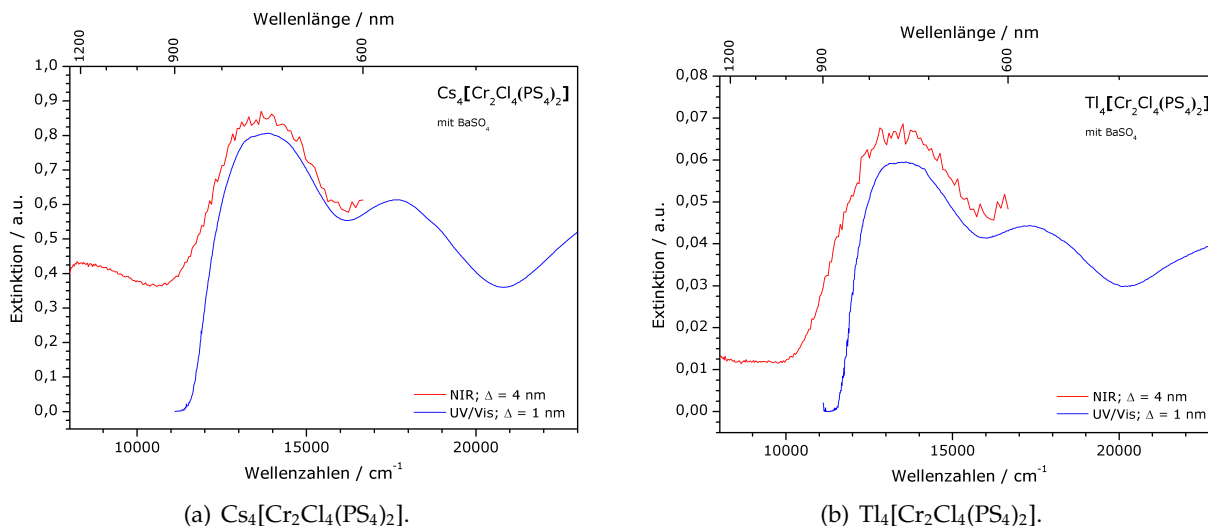 Wellenlänge / nm
1200
900
600
1,0
0,9
0,8
0,7
0,6
0,5
0,4
0,3
0,2
0,1
0,0
Extinktion / a.u.
Cs₄[Cr₂Cl₄(PS₄)₂]
mit BaSO₄
NIR; Δ = 4 nm
UV/Vis; Δ = 1 nm
10000
15000
20000
Wellenzahlen / cm⁻¹
(a) Cs₄[Cr₂Cl₄(PS₄)₂].
Wellenlänge / nm
1200
900
600
0,08
0,07
0,06
0,05
0,04
0,03
0,02
0,01
0,00
Extinktion / a.u.
Tl₄[Cr₂Cl₄(PS₄)₂]
mit BaSO₄
NIR; Δ = 4 nm
UV/Vis; Δ = 1 nm
10000
15000
20000
Wellenzahlen / cm⁻¹
(b) Tl₄[Cr₂Cl₄(PS₄)₂].